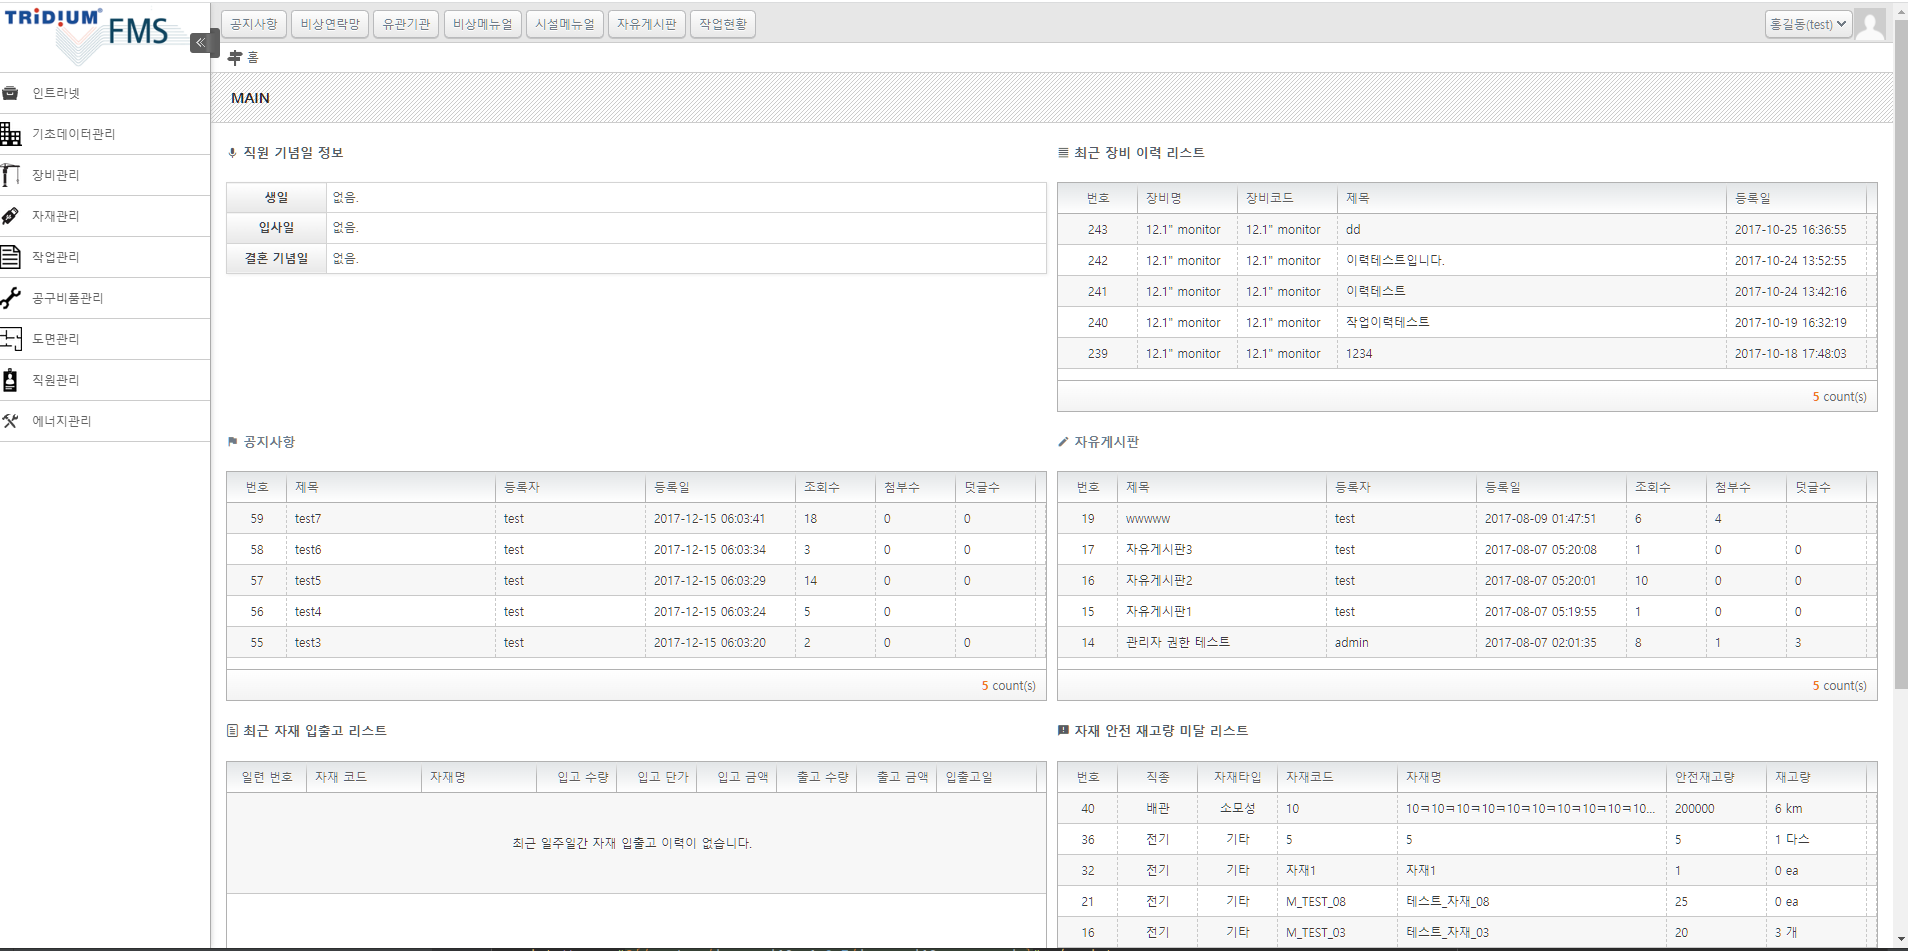 TRiDiUM
FMS
공지사항 비상연락망 유관기관 비상메뉴얼 시설메뉴얼 자유게시판 작업현황
홍길동(test)
홈
인트라넷
기초데이터관리
장비관리
자재관리
작업관리
공구비품관리
도면관리
직원관리
에너지관리
MAIN
직원 기념일 정보
생일 없음.
입사일 없음.
결혼 기념일 없음.
최근 장비 이력 리스트
번호 장비명 장비코드 제목 등록일
243 12.1" monitor 12.1" monitor dd 2017-10-25 16:36:55
242 12.1" monitor 12.1" monitor 이력테스트입니다. 2017-10-24 13:52:55
241 12.1" monitor 12.1" monitor 이력테스트 2017-10-24 13:42:16
240 12.1" monitor 12.1" monitor 작업이력테스트 2017-10-19 16:32:19
239 12.1" monitor 12.1" monitor 1234 2017-10-18 17:48:03
5 count(s)
공지사항
번호 제목 등록자 등록일 조회수 첨부수 덧글수
59 test7 test 2017-12-15 06:03:41 18 0 0
58 test6 test 2017-12-15 06:03:34 3 0 0
57 test5 test 2017-12-15 06:03:29 14 0 0
56 test4 test 2017-12-15 06:03:24 5 0
55 test3 test 2017-12-15 06:03:20 2 0 0
5 count(s)
자유게시판
번호 제목 등록자 등록일 조회수 첨부수 덧글수
19 wwwww test 2017-08-09 01:47:51 6 4
17 자유게시판3 test 2017-08-07 05:20:08 1 0 0
16 자유게시판2 test 2017-08-07 05:20:01 10 0 0
15 자유게시판1 test 2017-08-07 05:19:55 1 0 0
14 관리자 권한 테스트 admin 2017-08-07 02:01:35 8 1 3
5 count(s)
최근 자재 입출고 리스트
일련 번호 자재 코드 자재명 입고 수량 입고 단가 입고 금액 출고 수량 출고 금액 입출고일
최근 일주일간 자재 입출고 이력이 없습니다.
자재 안전 재고량 미달 리스트
번호 직종 자재타입 자재코드 자재명 안전재고량 재고량
40 배관 소모성 10 10ㅋ10ㅋ10ㅋ10ㅋ10ㅋ10ㅋ10ㅋ10ㅋ10ㅋ10... 200000 6 km
36 전기 기타 5 5 5 1 다스
32 전기 기타 자재1 자재1 1 0 ea
21 전기 기타 M_TEST_08 테스트_자재_08 25 0 ea
16 전기 기타 M_TEST_03 테스트_자재_03 20 3 개